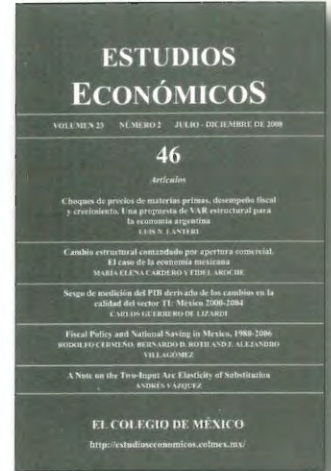 ESTUDIOS
ECONÓMICOS
VOLUMEN 23 NÚMERO 2 JULIO - DICIEMBRE DE 2008
46
Artículos
Choques de precios de materias primas, desempeño fiscal
y crecimiento. Una propuesta de VAR estructural para
la economía argentina
LUIS N. LANTERI
Cambio estructural comandado por apertura comercial.
El caso de la economía mexicana
MARÍA ELENA CARDERO Y FIDEL AROCHE
Sesgo de medición del PIB derivado de los cambios en la
calidad del sector TI: México 2000-2004
CARLOS GUERRERO DE LIZARDI
Fiscal Policy and National Saving in Mexico, 1980-2006
RODOLFO CERMEÑO, BERNARDO D. ROTH AND F. ALEJANDRO
VILLAGÓMEZ
A Note on the Two-Input Arc Elasticity of Substitution
ANDRÉS VÁZQUEZ
EL COLEGIO DE MÉXICO
http://estudioseconomicos.colmex.mx/